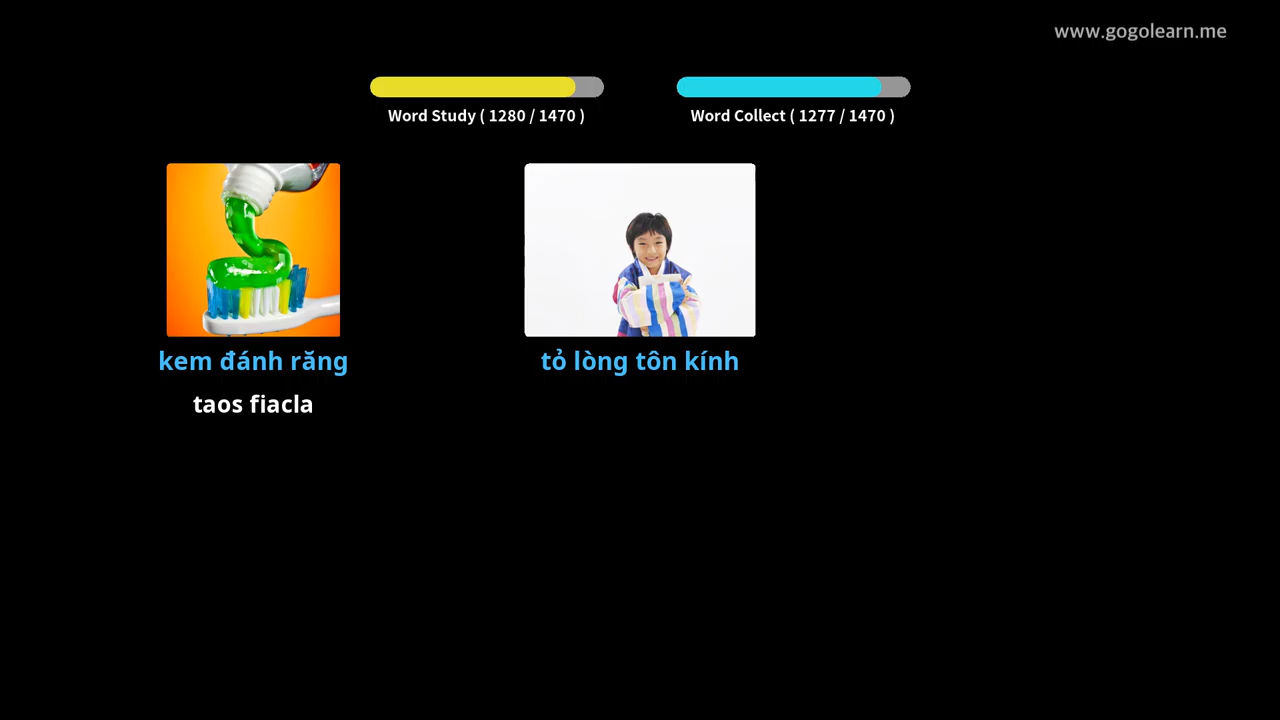 www.gogolearn.me
Word Study ( 1280 / 1470 )
Word Collect ( 1277 / 1470 )
kem đánh răng
tỏ lòng tôn kính
taos fiacla